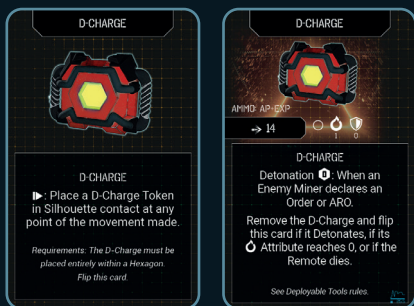 D-CHARGE
D-CHARGE
: Place a D-Charge Token
in Silhouette contact at any
point of the movement made.
Requirements: The D-Charge must be
placed entirely within a Hexagon.
Flip this card.
D-CHARGE
AMMO: AP-EXP
14
1 0
D-CHARGE
Detonation : When an
Enemy Miner declares an
Order or ARO.
Remove the D-Charge and flip
this card if it Detonates, if its
Attribute reaches 0, or if the
Remote dies.
See Deployable Tools rules.